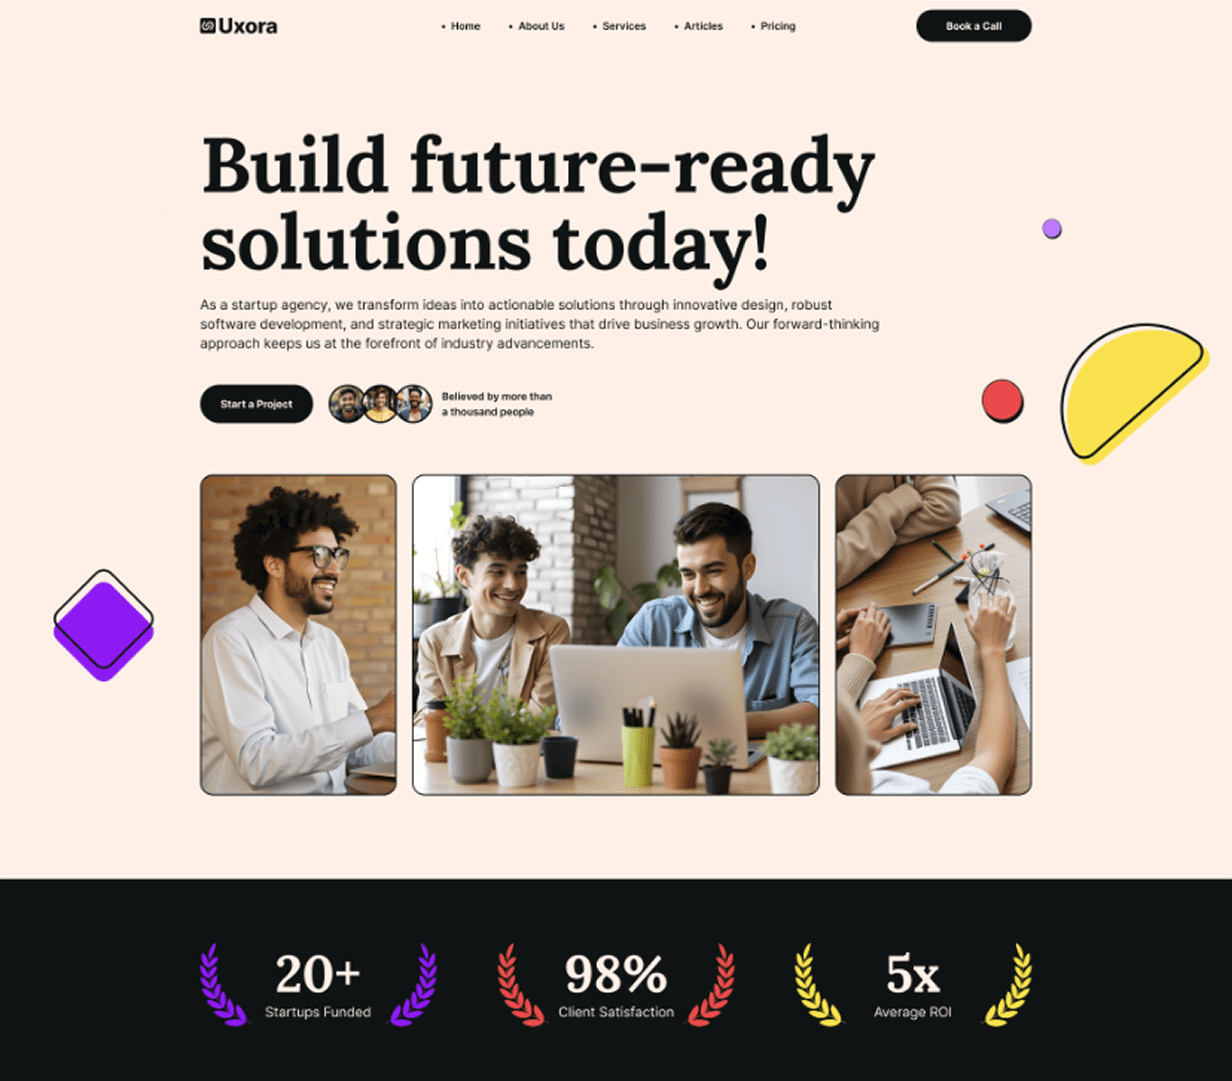 Uxora
Home
About Us
Services
Articles
Pricing
Book a Call
Build future-ready
solutions today!
As a startup agency, we transform ideas into actionable solutions through innovative design, robust
software development, and strategic marketing initiatives that drive business growth. Our forward-thinking
approach keeps us at the forefront of industry advancements.
Start a Project
Believed by more than
a thousand people
20+
Startups Funded
98%
Client Satisfaction
5x
Average ROI